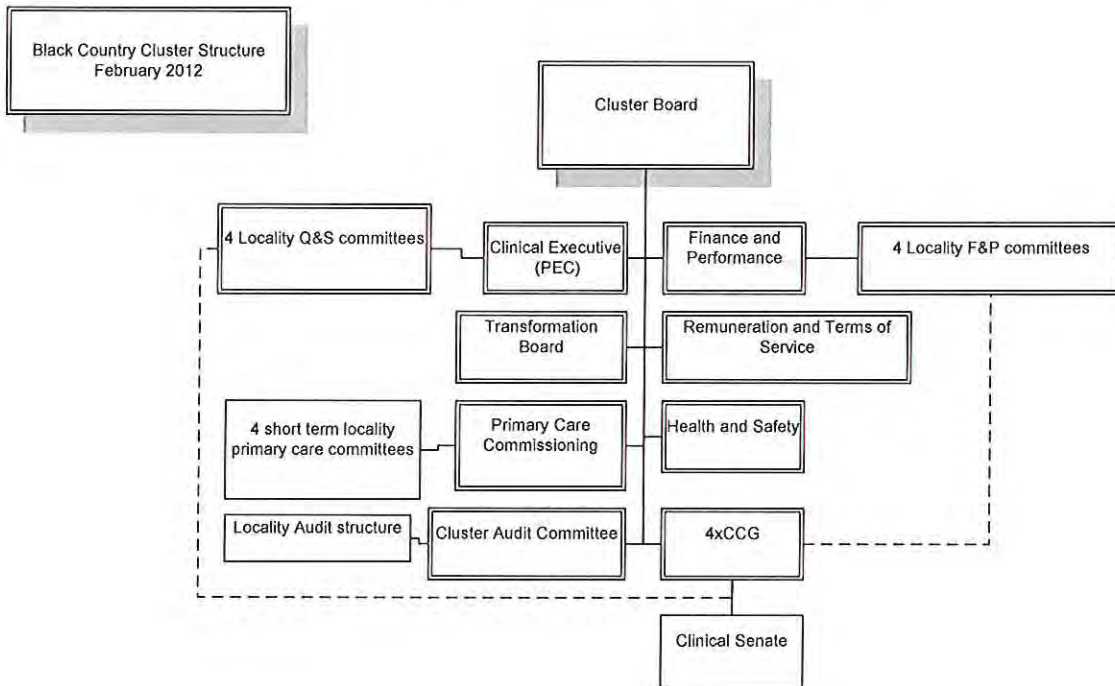 Black Country Cluster Structure
February 2012
Cluster Board
4 Locality Q&S committees
Clinical Executive
(PEC)
Finance and
Performance
4 Locality F&P committees
Transformation
Board
Remuneration and Terms of
Service
4 short term locality
primary care committees
Primary Care
Commissioning
Health and Safety
Locality Audit structure
Cluster Audit Committee
4xCCG
Clinical Senate